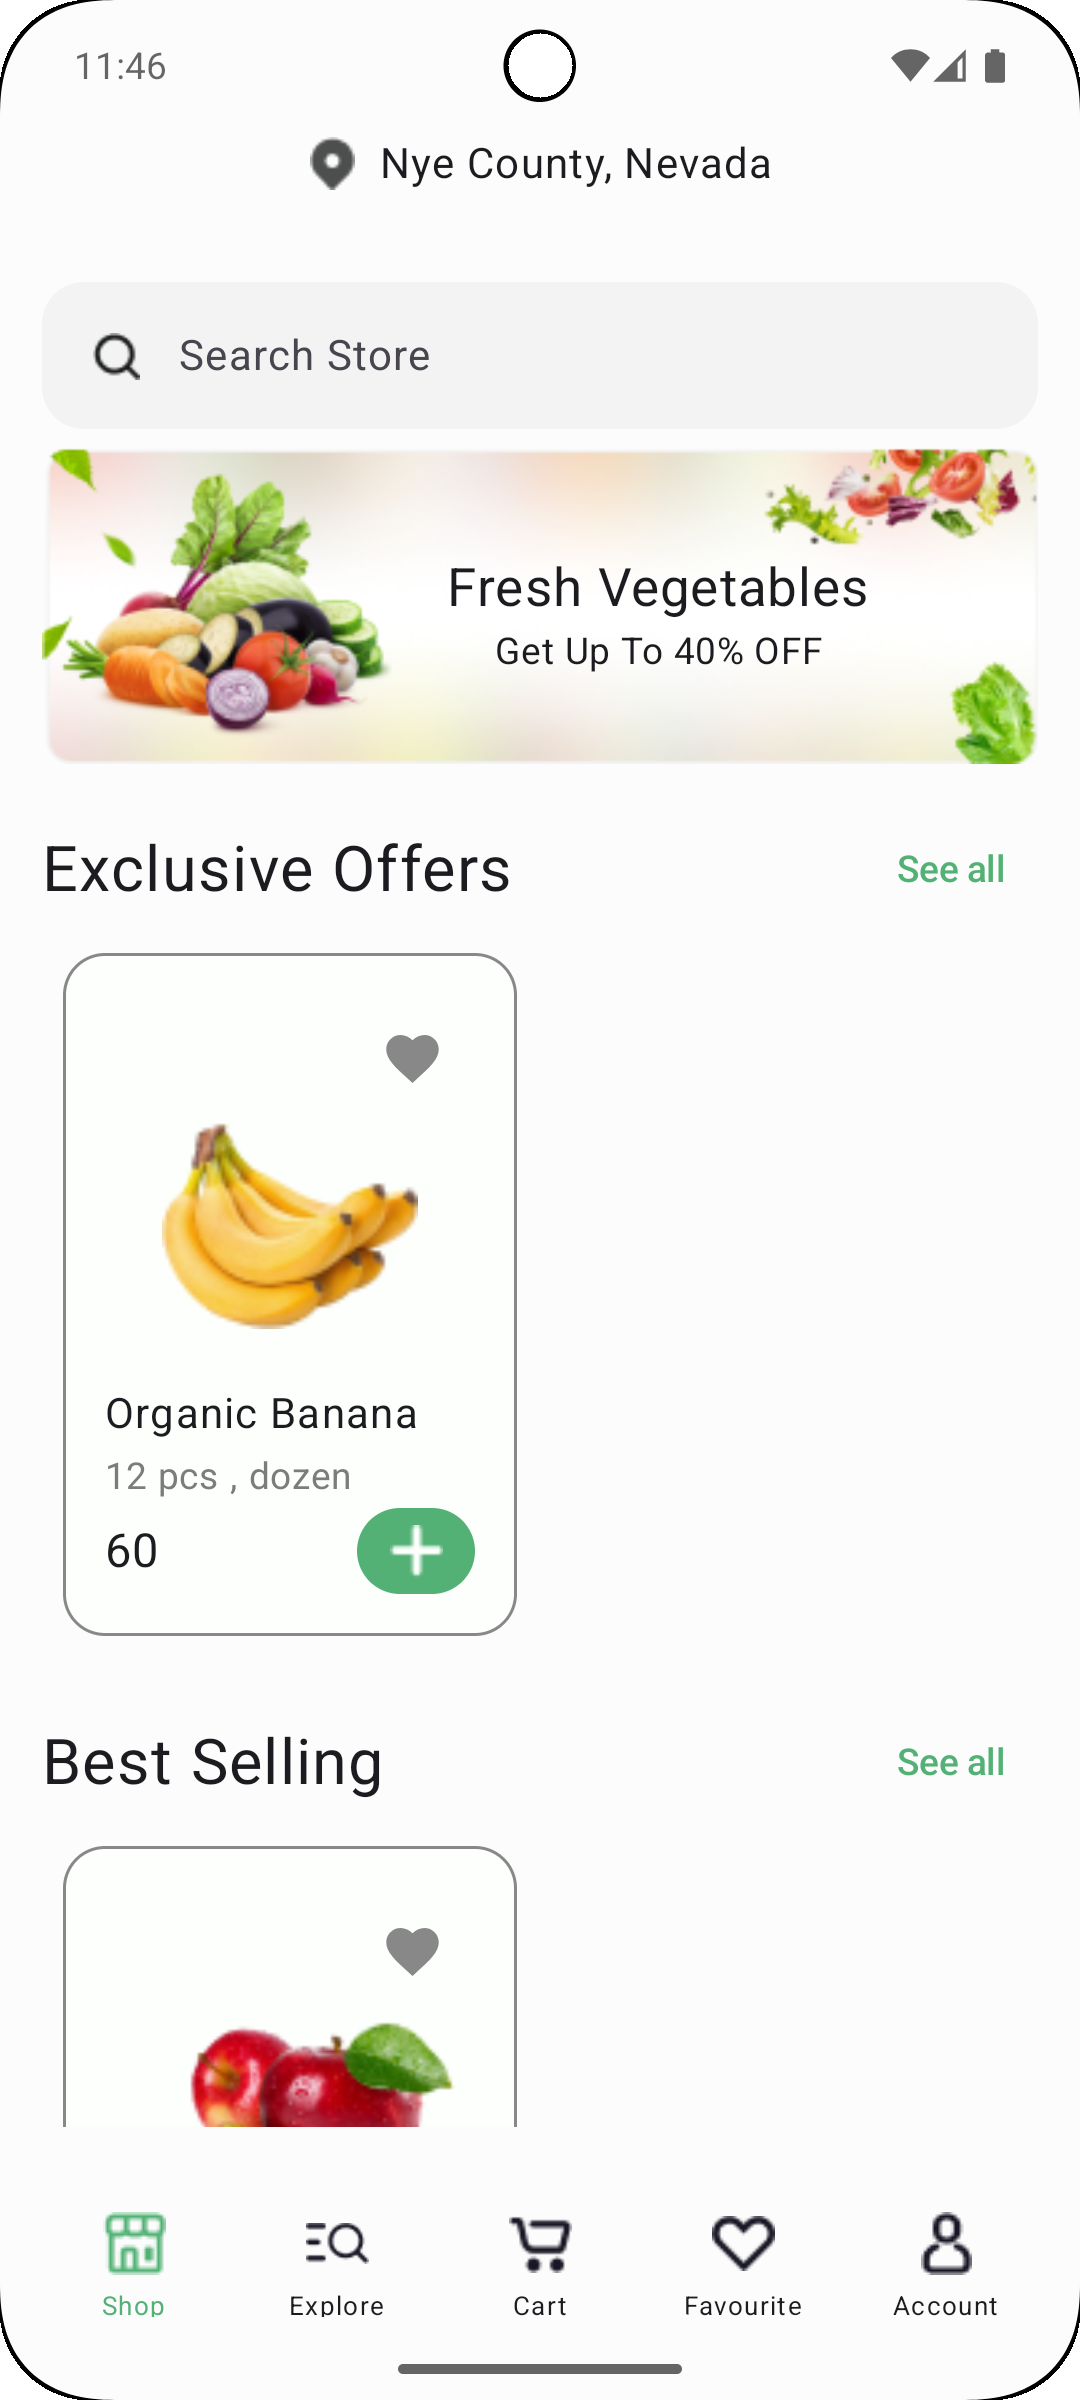 11:46
Nye County, Nevada
Search Store
Fresh Vegetables
Get Up To 40% OFF
Exclusive Offers
See all
Organic Banana
12 pcs , dozen
60
Best Selling
See all
Shop
Explore
Cart
Favourite
Account